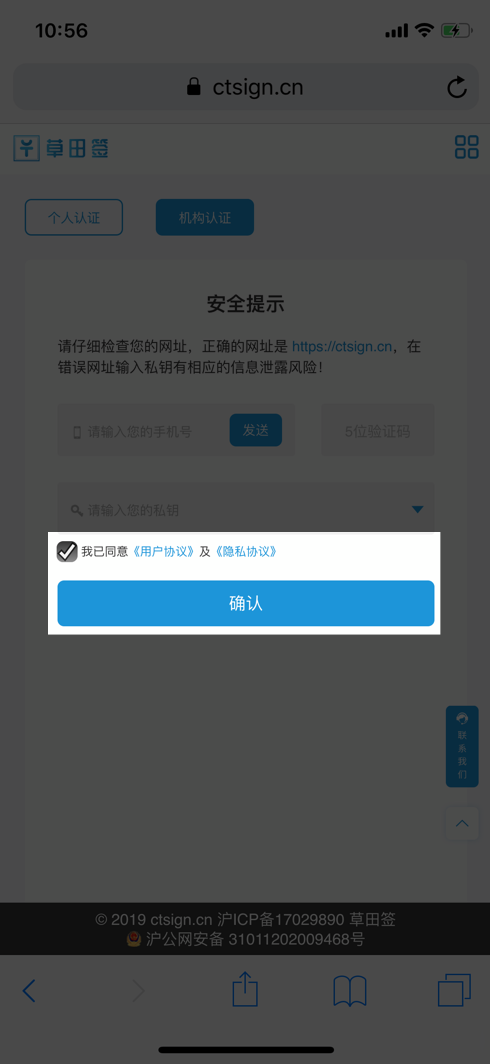 10:56
ctsign.cn
草田签
个人认证 机构认证
安全提示
请仔细检查您的网址，正确的网址是 https://ctsign.cn，在
错误网址输入私钥有相应的信息泄露风险！
请输入您的手机号 发送 5位验证码
请输入您的私钥
我已同意《用户协议》及《隐私协议》
确认
联系我们
© 2019 ctsign.cn 沪ICP备17029890 草田签
沪公网安备 31011202009468号